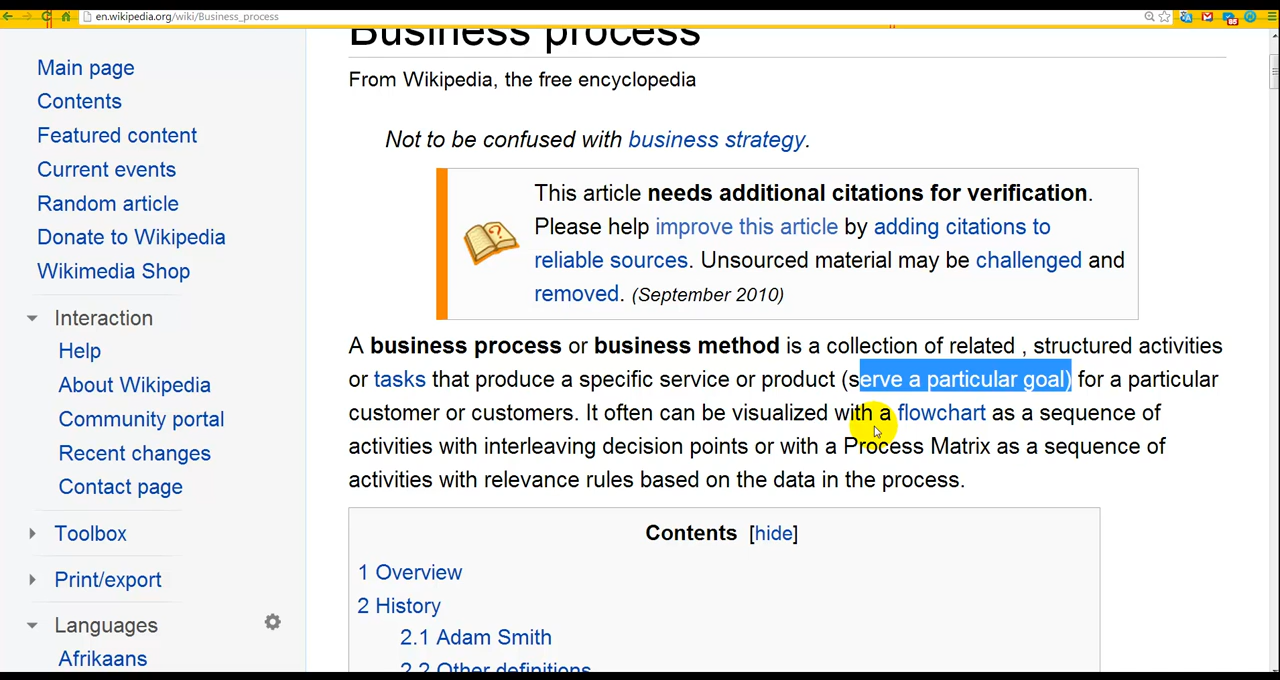 en.wikipedia.org/wiki/Business_process
95
Business process
From Wikipedia, the free encyclopedia
Main page
Contents
Featured content
Current events
Random article
Donate to Wikipedia
Wikimedia Shop
Interaction
Help
About Wikipedia
Community portal
Recent changes
Contact page
Toolbox
Print/export
Languages
Afrikaans
Not to be confused with business strategy.
This article needs additional citations for verification.
Please help improve this article by adding citations to
reliable sources. Unsourced material may be challenged and
removed. (September 2010)
A business process or business method is a collection of related , structured activities
or tasks that produce a specific service or product (serve a particular goal) for a particular
customer or customers. It often can be visualized with a flowchart as a sequence of
activities with interleaving decision points or with a Process Matrix as a sequence of
activities with relevance rules based on the data in the process.
Contents [hide]
1 Overview
2 History
2.1 Adam Smith
2.2 Other definitions